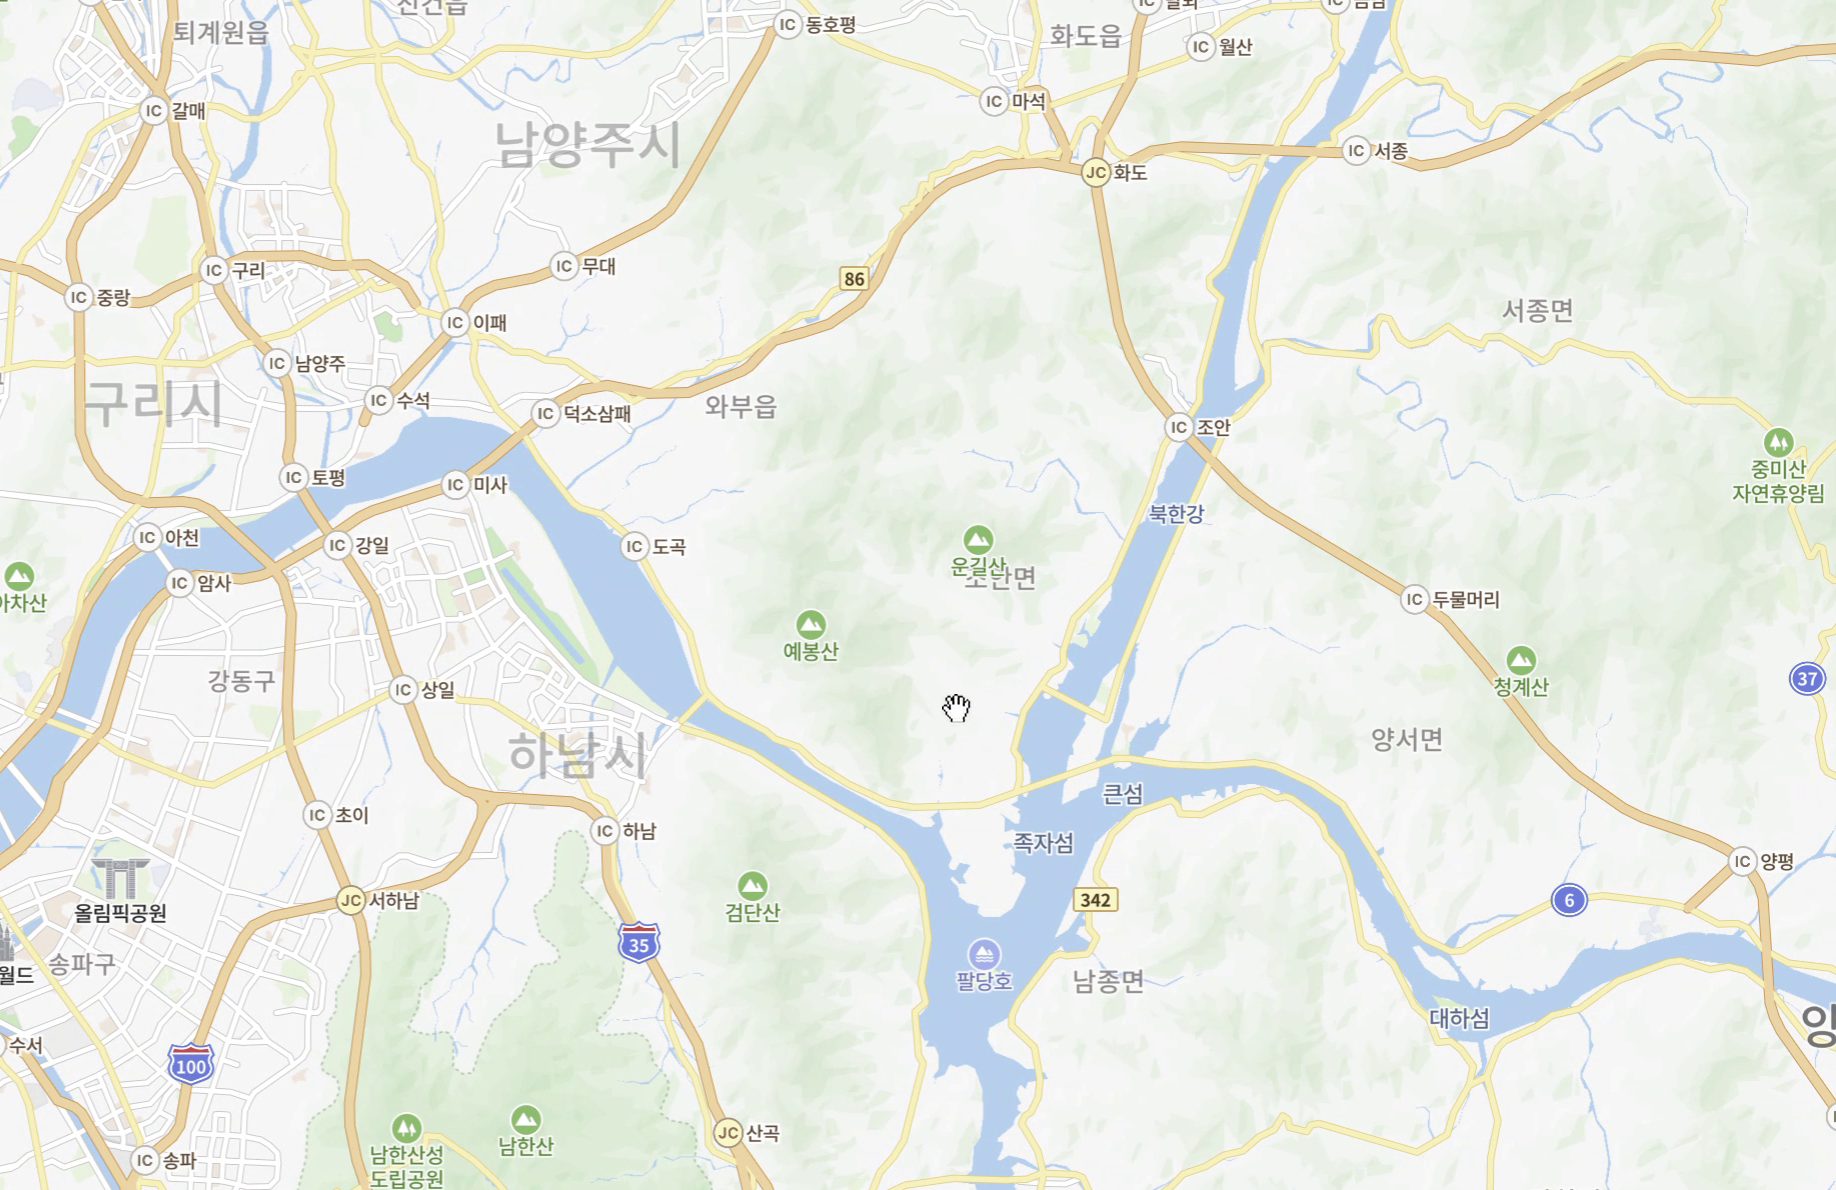 퇴계원읍
진건읍
IC 동호평
화도읍
IC 월산
IC 갈매
IC 마석
남양주시
JC 화도
IC 서종
IC 구리
IC 무대
86
IC 중랑
IC 이패
서종면
IC 남양주
구리시
IC 수석
IC 덕소삼패
와부읍
IC 조안
중미산
자연휴양림
IC 토평
IC 미사
북한강
IC 아천
IC 강일
IC 도곡
운길산
조안면
IC 암사
아차산
IC 두물머리
예봉산
강동구
IC 상일
청계산
37
하남시
양서면
큰섬
IC 초이
IC 하남
족자섬
IC 양평
올림픽공원
JC 서하남
검단산
342
6
35
송파구
월드
팔당호
남종면
대하섬
수서
100
JC 산곡
남한산성
도립공원
남한산
IC 송파